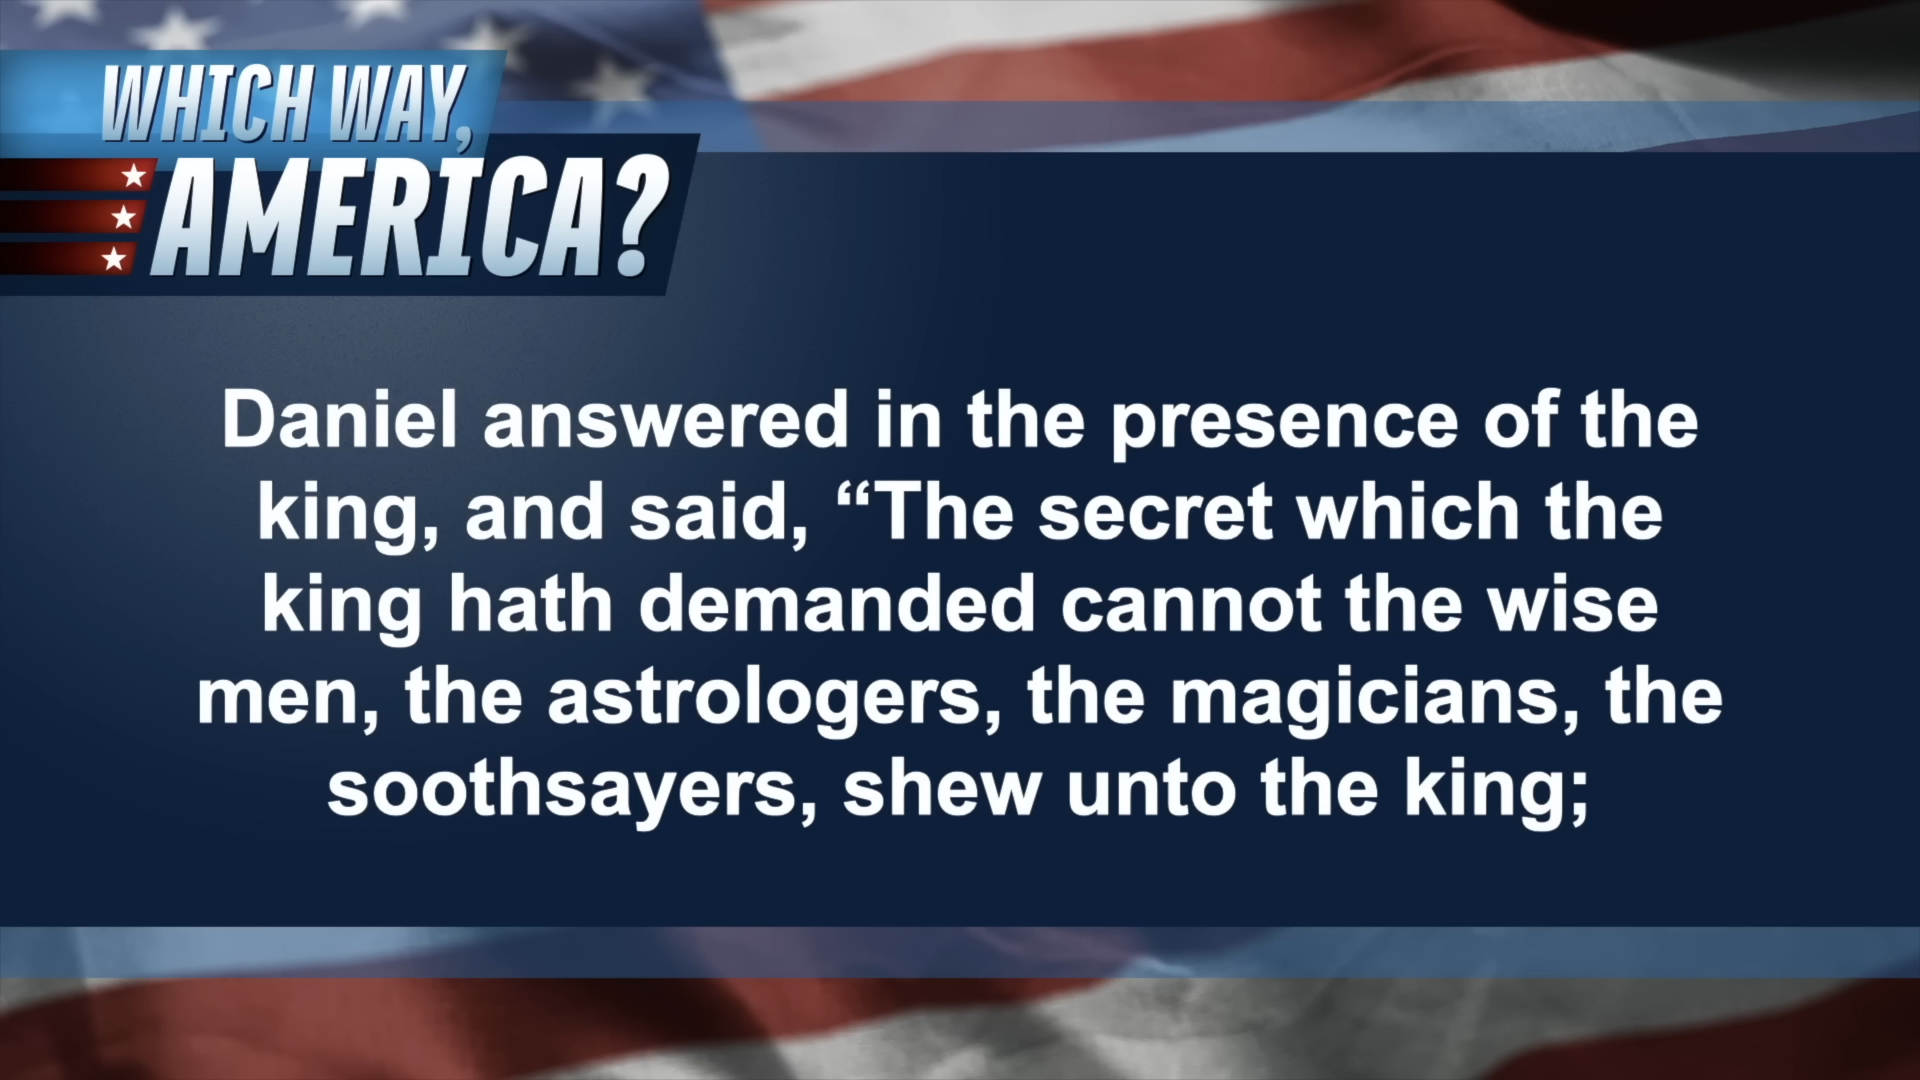 WHICH WAY,
AMERICA?
Daniel answered in the presence of the
king, and said, “The secret which the
king hath demanded cannot the wise
men, the astrologers, the magicians, the
soothsayers, shew unto the king;